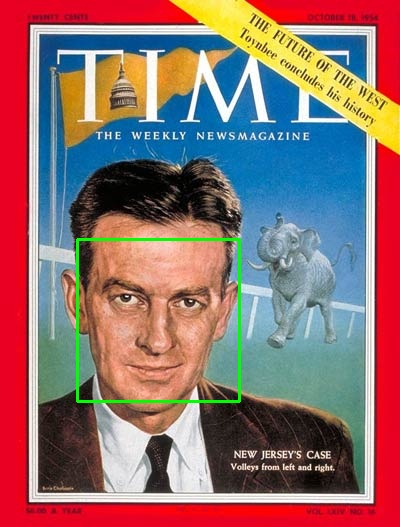 TWENTY CENTS
OCTOBER 18, 1954
THE FUTURE OF THE WEST
Toynbee concludes his history
TIME
THE WEEKLY NEWSMAGAZINE
NEW JERSEY'S CASE
Volleys from left and right.
$6.00 A YEAR
VOL. LXIV NO. 16